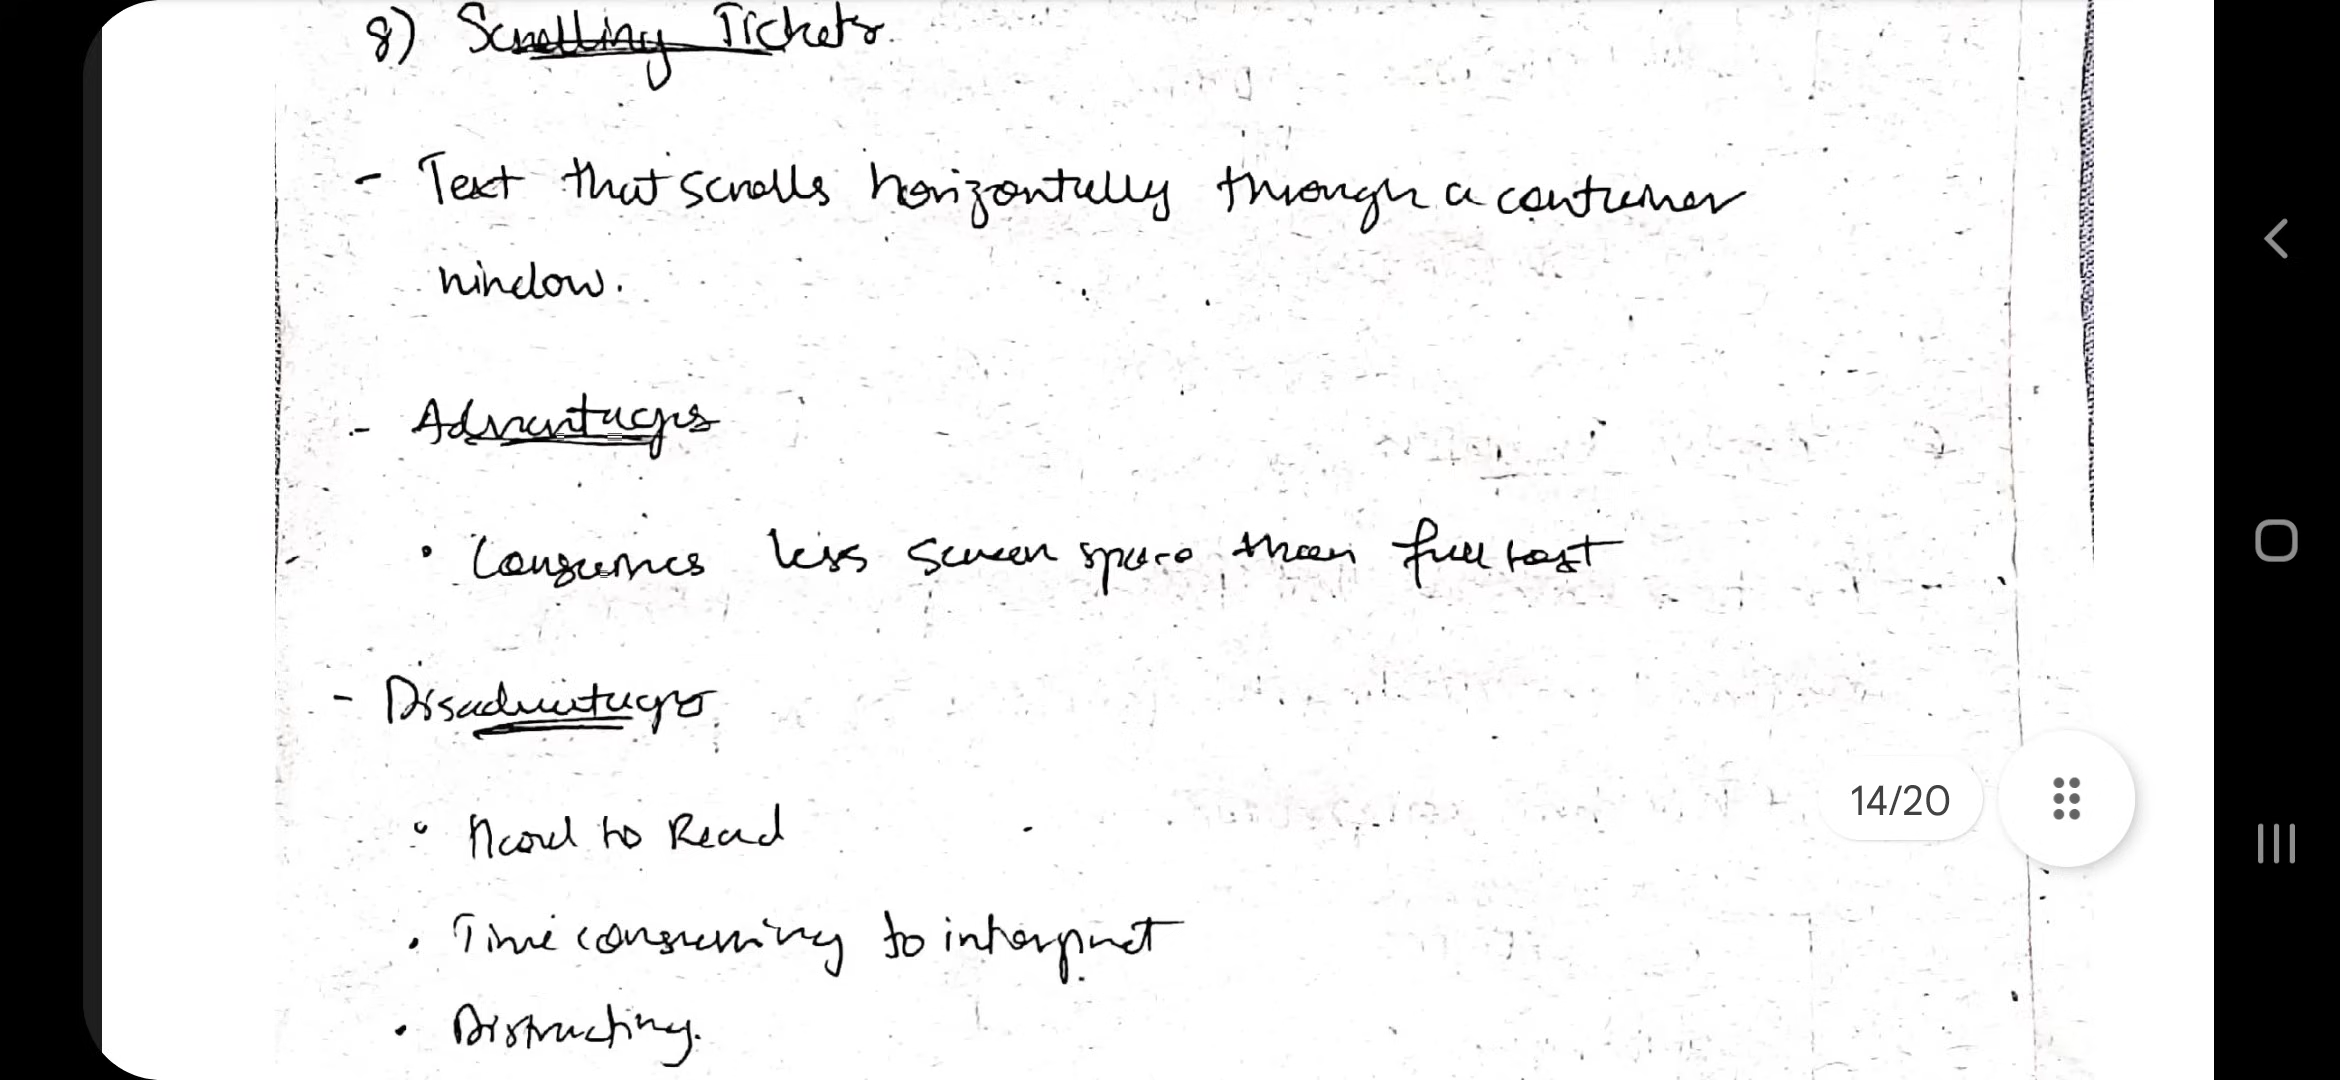 8) Scrolling Tickets.
- Text that scrolls horizontally through a container
window.
- Advantages
• Consumes less screen space than full text
- Disadvantages
• Hard to Read
14/20
• Time consuming to interpret
• Distracting.